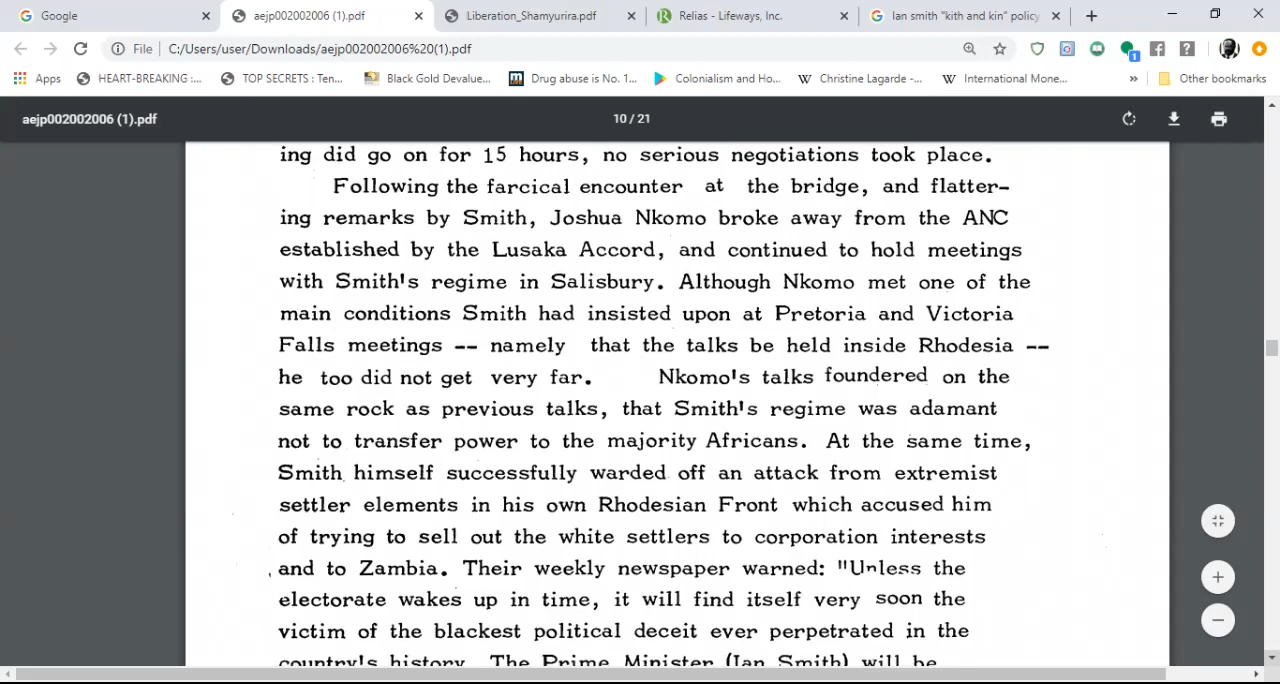 Google
aejp002002006 (1).pdf
Liberation_Shamyurira.pdf
Relias - Lifeways, Inc.
Ian smith "kith and kin" policy
File
C:/Users/user/Downloads/aejp002002006%20(1).pdf
1
Apps
HEART-BREAKING :...
TOP SECRETS : Ten...
Black Gold Devalue...
Drug abuse is No. 1...
Colonialism and Ho...
Christine Lagarde -...
International Mone...
»
Other bookmarks
aejp002002006 (1).pdf
10 / 21
ing did go on for 15 hours, no serious negotiations took place.
Following the farcical encounter at the bridge, and flatter-
ing remarks by Smith, Joshua Nkomo broke away from the ANC
established by the Lusaka Accord, and continued to hold meetings
with Smith's regime in Salisbury. Although Nkomo met one of the
main conditions Smith had insisted upon at Pretoria and Victoria
Falls meetings -- namely that the talks be held inside Rhodesia --
he too did not get very far. Nkomo's talks foundered on the
same rock as previous talks, that Smith's regime was adamant
not to transfer power to the majority Africans. At the same time,
Smith himself successfully warded off an attack from extremist
settler elements in his own Rhodesian Front which accused him
of trying to sell out the white settlers to corporation interests
and to Zambia. Their weekly newspaper warned: "Unless the
electorate wakes up in time, it will find itself very soon the
victim of the blackest political deceit ever perpetrated in the
country's history. The Prime Minister (Ian Smith) will be